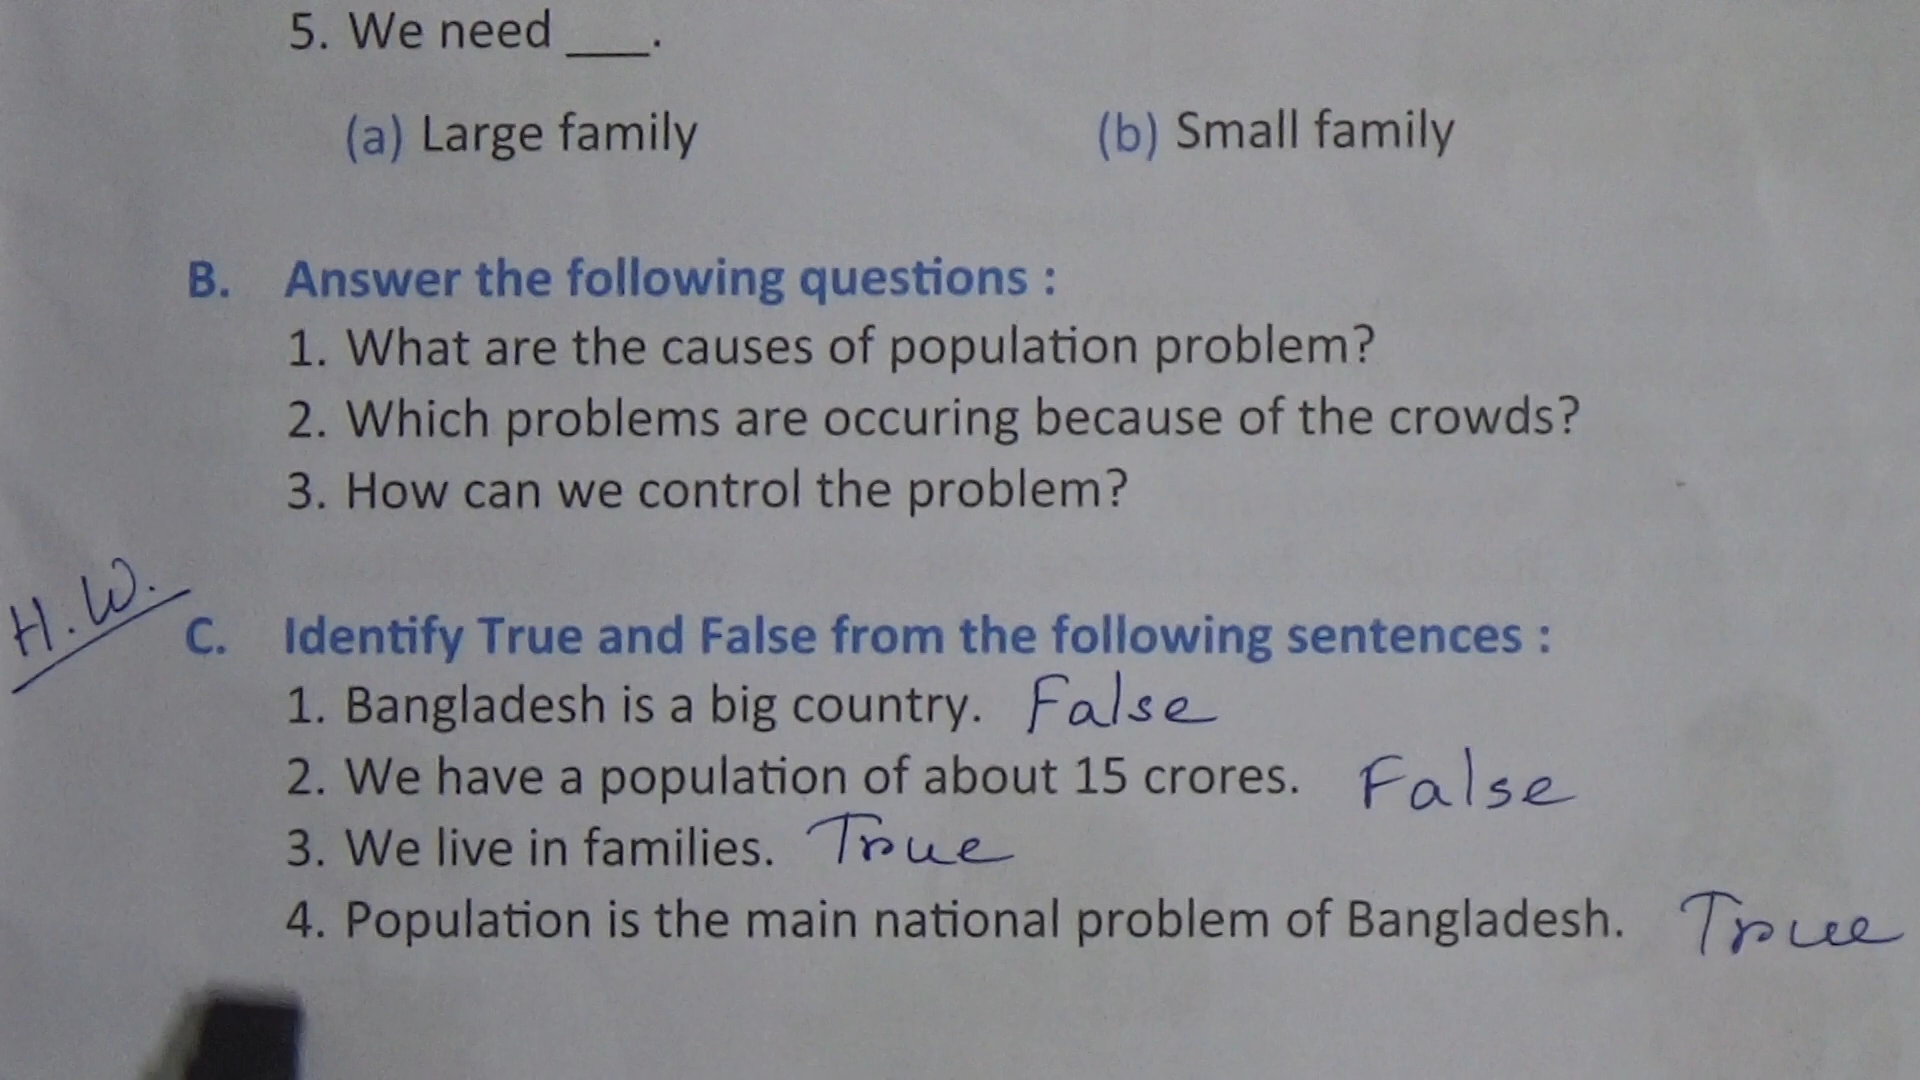 5. We need ___.
(a) Large family (b) Small family
B. Answer the following questions :
1. What are the causes of population problem?
2. Which problems are occuring because of the crowds?
3. How can we control the problem?
H.W.
C. Identify True and False from the following sentences :
1. Bangladesh is a big country. False
2. We have a population of about 15 crores. False
3. We live in families. True
4. Population is the main national problem of Bangladesh. True